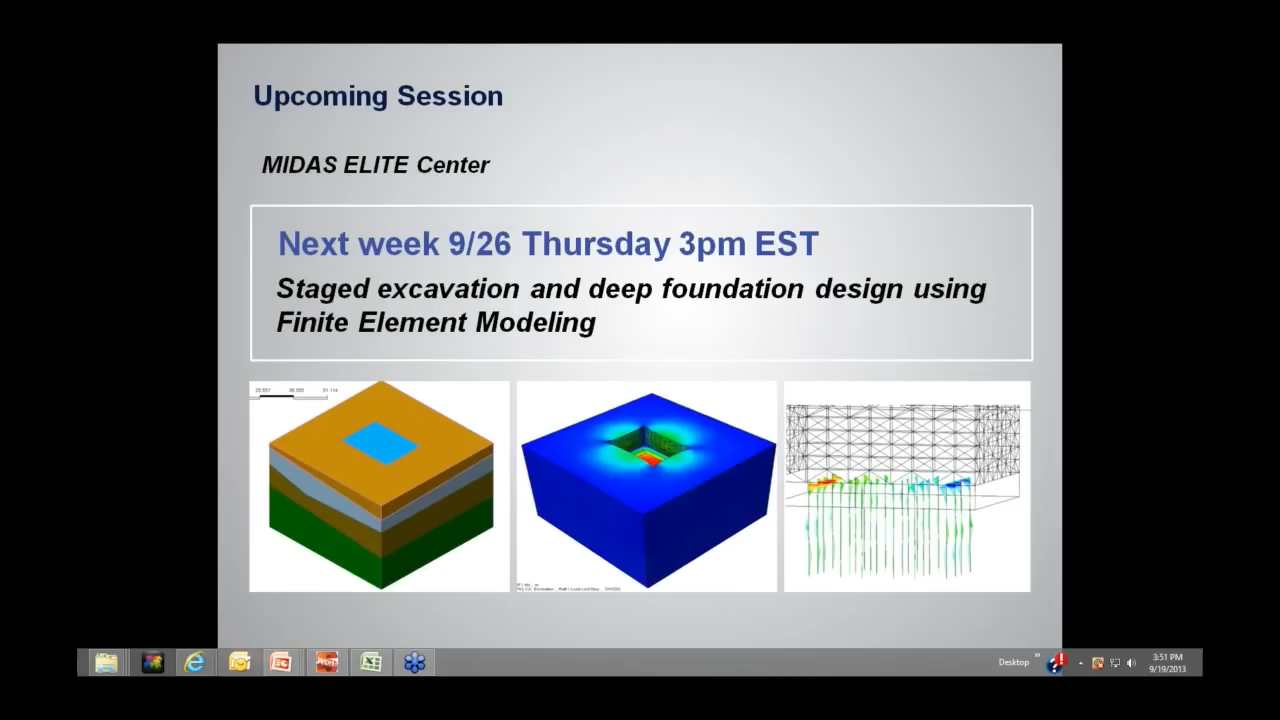 Upcoming Session
MIDAS ELITE Center
Next week 9/26 Thursday 3pm EST
Staged excavation and deep foundation design using
Finite Element Modeling
Desktop
3:51 PM
9/19/2013